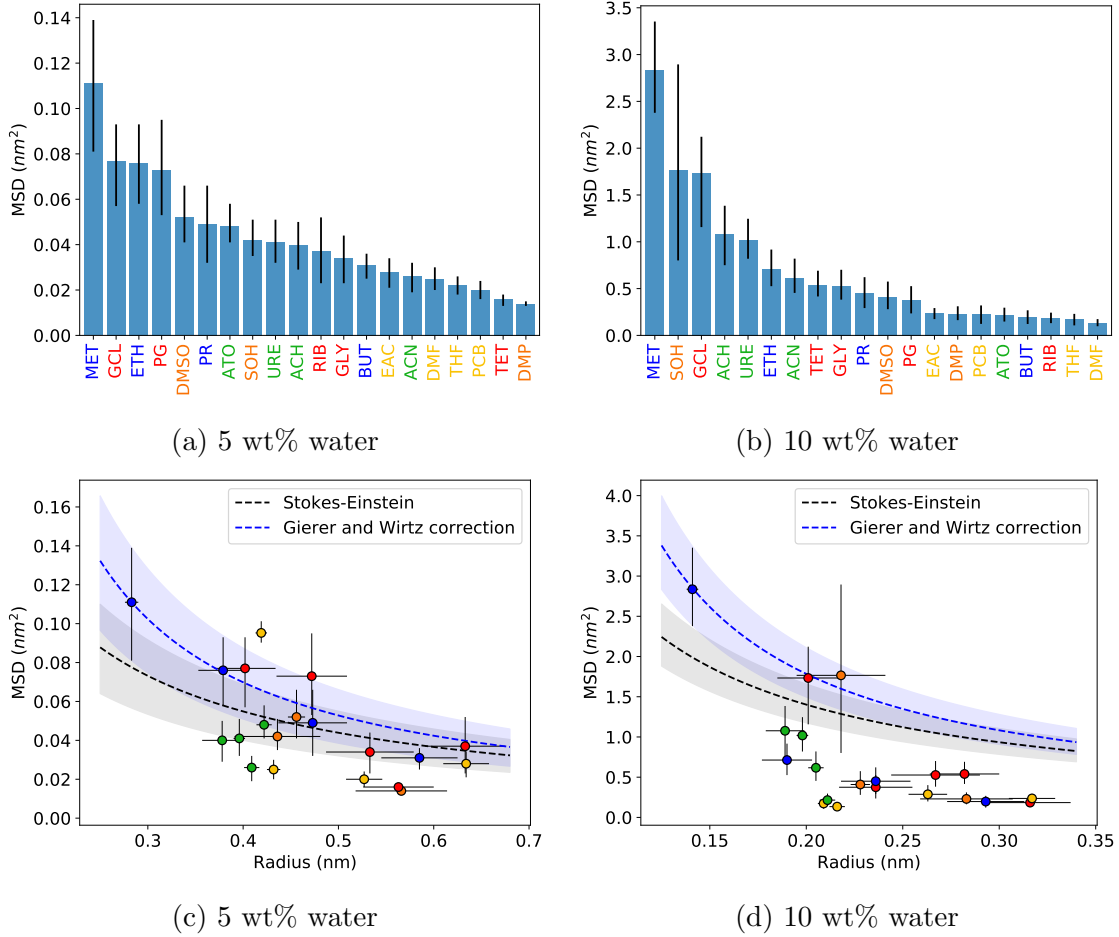 0.14
0.12
0.10
0.08
0.06
0.04
0.02
0.00
MSD (nm²)
MET GCL ETH PG DMSO PR ATO SOH URE ACH RIB GLY BUT EAC ACN DMF THF PCB TET DMP
(a) 5 wt% water
3.5
3.0
2.5
2.0
1.5
1.0
0.5
0.0
MSD (nm²)
MET SOH GCL ACH URE ETH ACN TET GLY PR DMSO PG EAC DMP PCB ATO BUT RIB THF DMF
(b) 10 wt% water
0.16
0.14
0.12
0.10
0.08
0.06
0.04
0.02
0.00
MSD (nm²)
Stokes-Einstein
Gierer and Wirtz correction
0.3 0.4 0.5 0.6 0.7
Radius (nm)
(c) 5 wt% water
4.0
3.5
3.0
2.5
2.0
1.5
1.0
0.5
0.0
MSD (nm²)
Stokes-Einstein
Gierer and Wirtz correction
0.15 0.20 0.25 0.30 0.35
Radius (nm)
(d) 10 wt% water